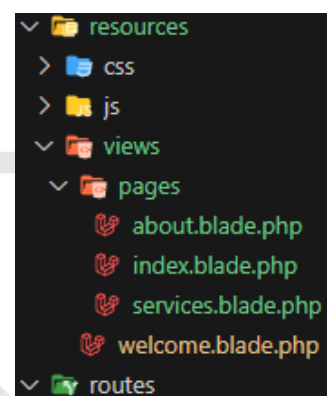 resources
css
js
views
pages
about.blade.php
index.blade.php
services.blade.php
welcome.blade.php
routes